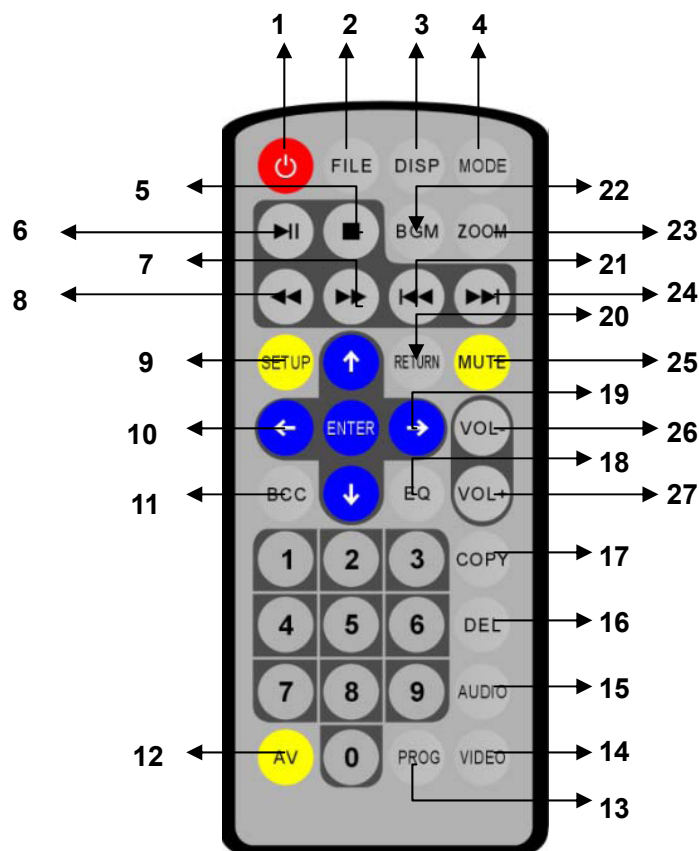 1 2 3 4
FILE DISP MODE
5 22
6 BGM ZOOM 23
7 21
8 24
20
9 SETUP RETURN MUTE 25
19
10 ENTER VOL- 26
18
11 BCC EQ VOL+ 27
1 2 3 COPY 17
4 5 6 DEL 16
7 8 9 AUDIO 15
12 AV 0 PROG VIDEO 14
13